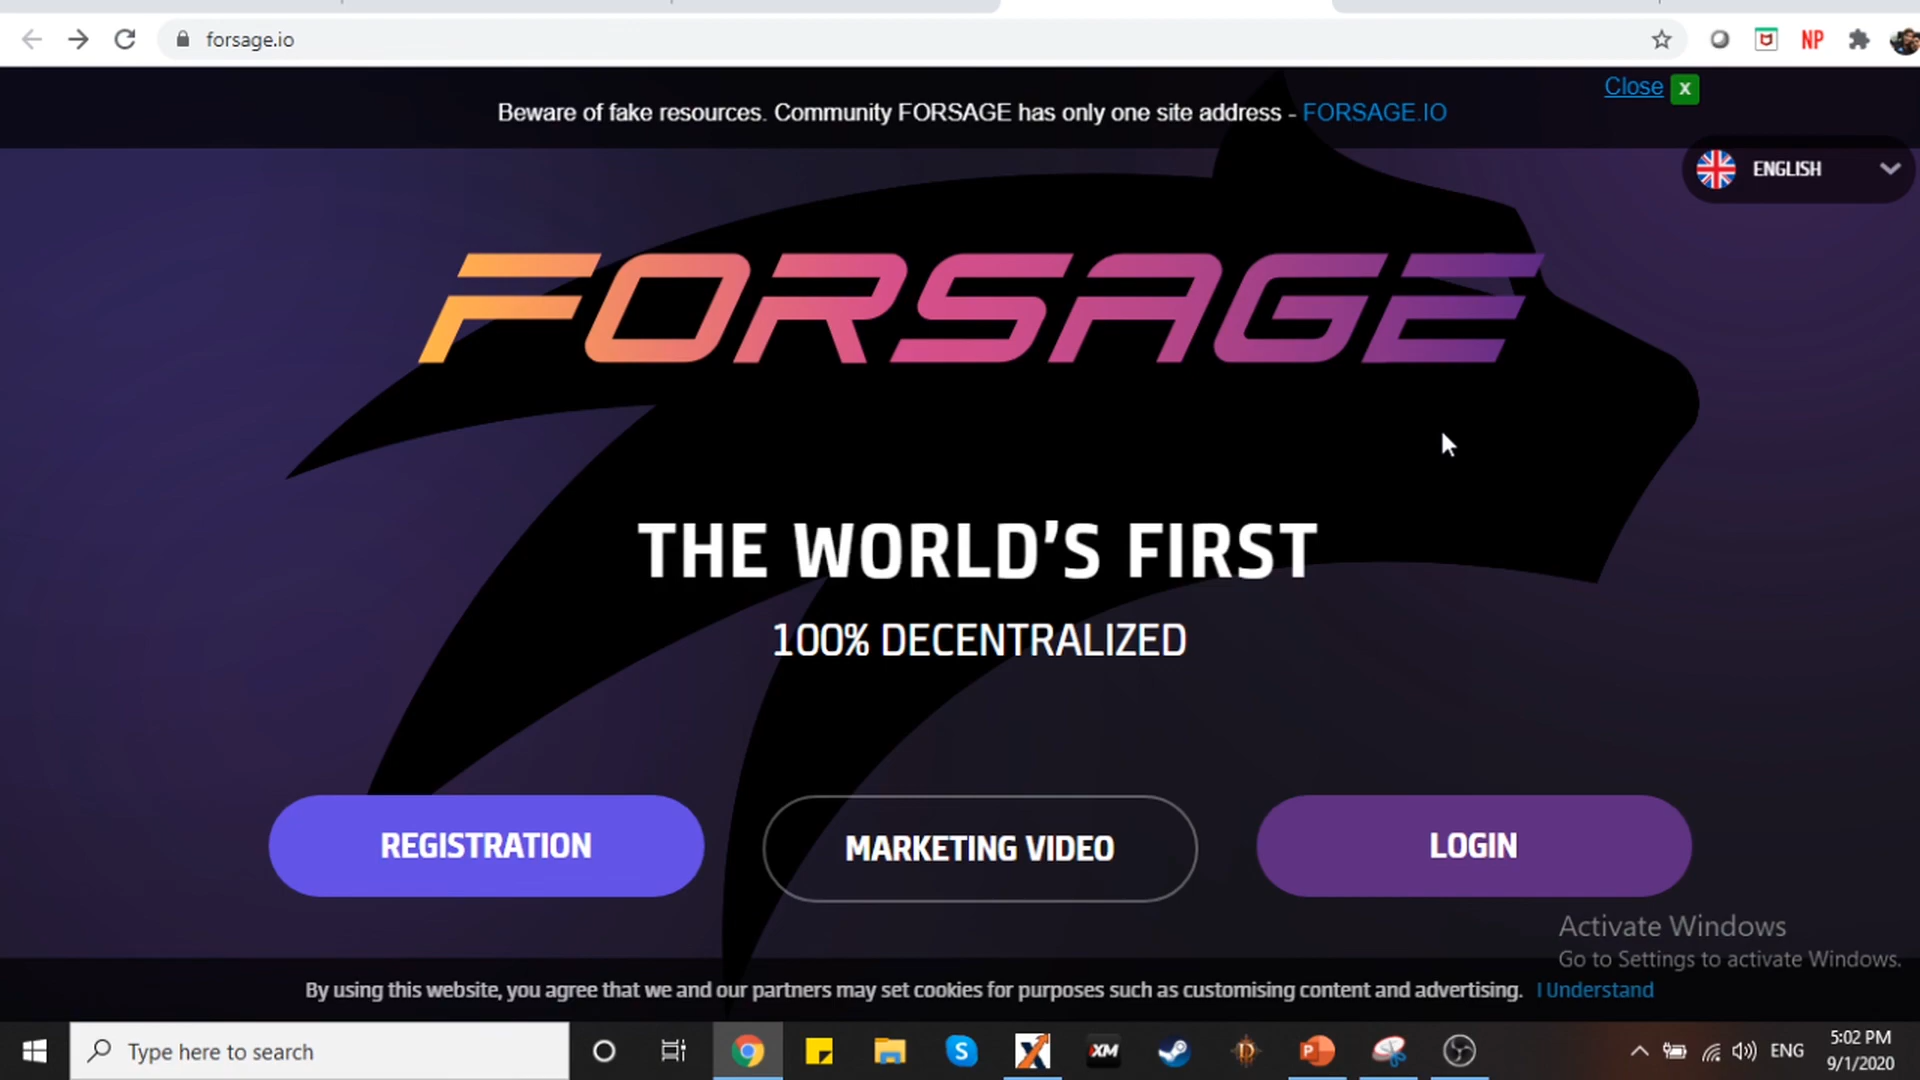 forsage.io
NP
Close X
Beware of fake resources. Community FORSAGE has only one site address - FORSAGE.IO
ENGLISH
FORSAGE
THE WORLD'S FIRST
100% DECENTRALIZED
REGISTRATION
MARKETING VIDEO
LOGIN
Activate Windows
Go to Settings to activate Windows.
By using this website, you agree that we and our partners may set cookies for purposes such as customising content and advertising. I Understand
Type here to search
S
XM
P
ENG
5:02 PM
9/1/2020